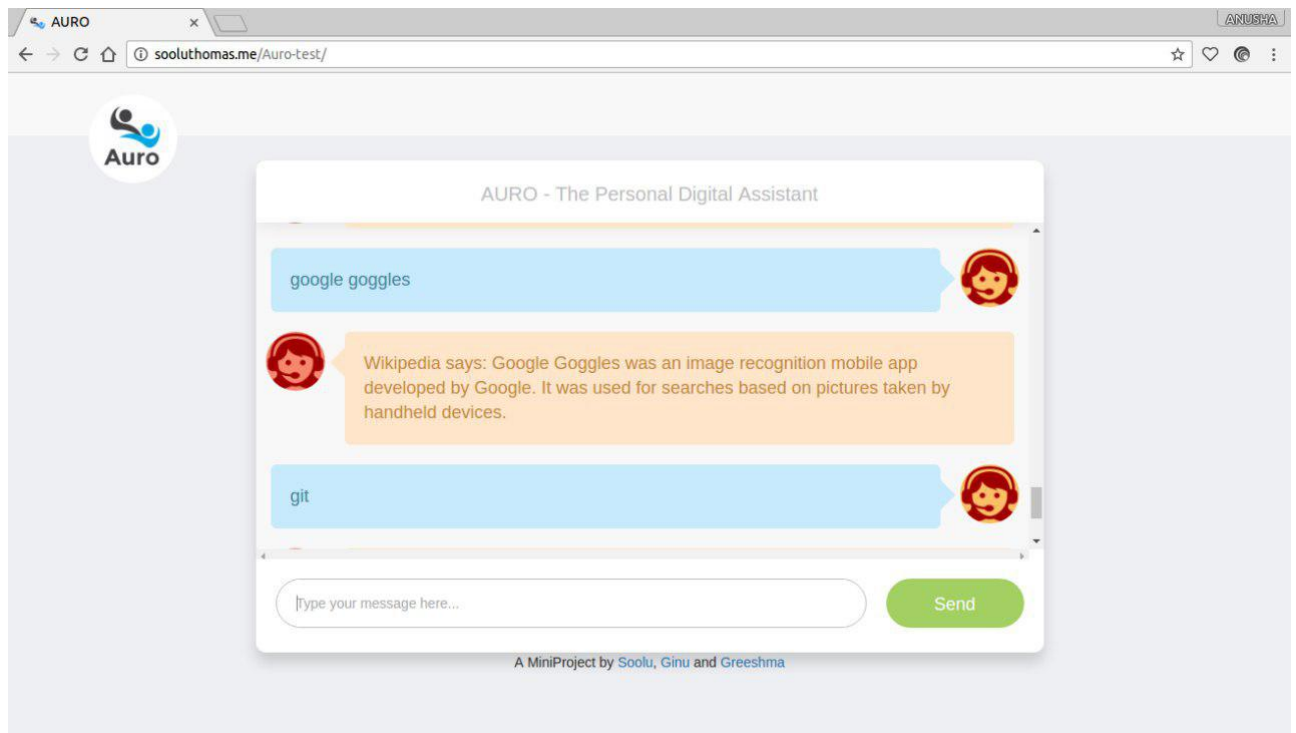 AURO
ANUSHA
sooluthomas.me/Auro-test/
Auro
AURO - The Personal Digital Assistant
google goggles
Wikipedia says: Google Goggles was an image recognition mobile app
developed by Google. It was used for searches based on pictures taken by
handheld devices.
git
Type your message here...
Send
A MiniProject by Soolu, Ginu and Greeshma